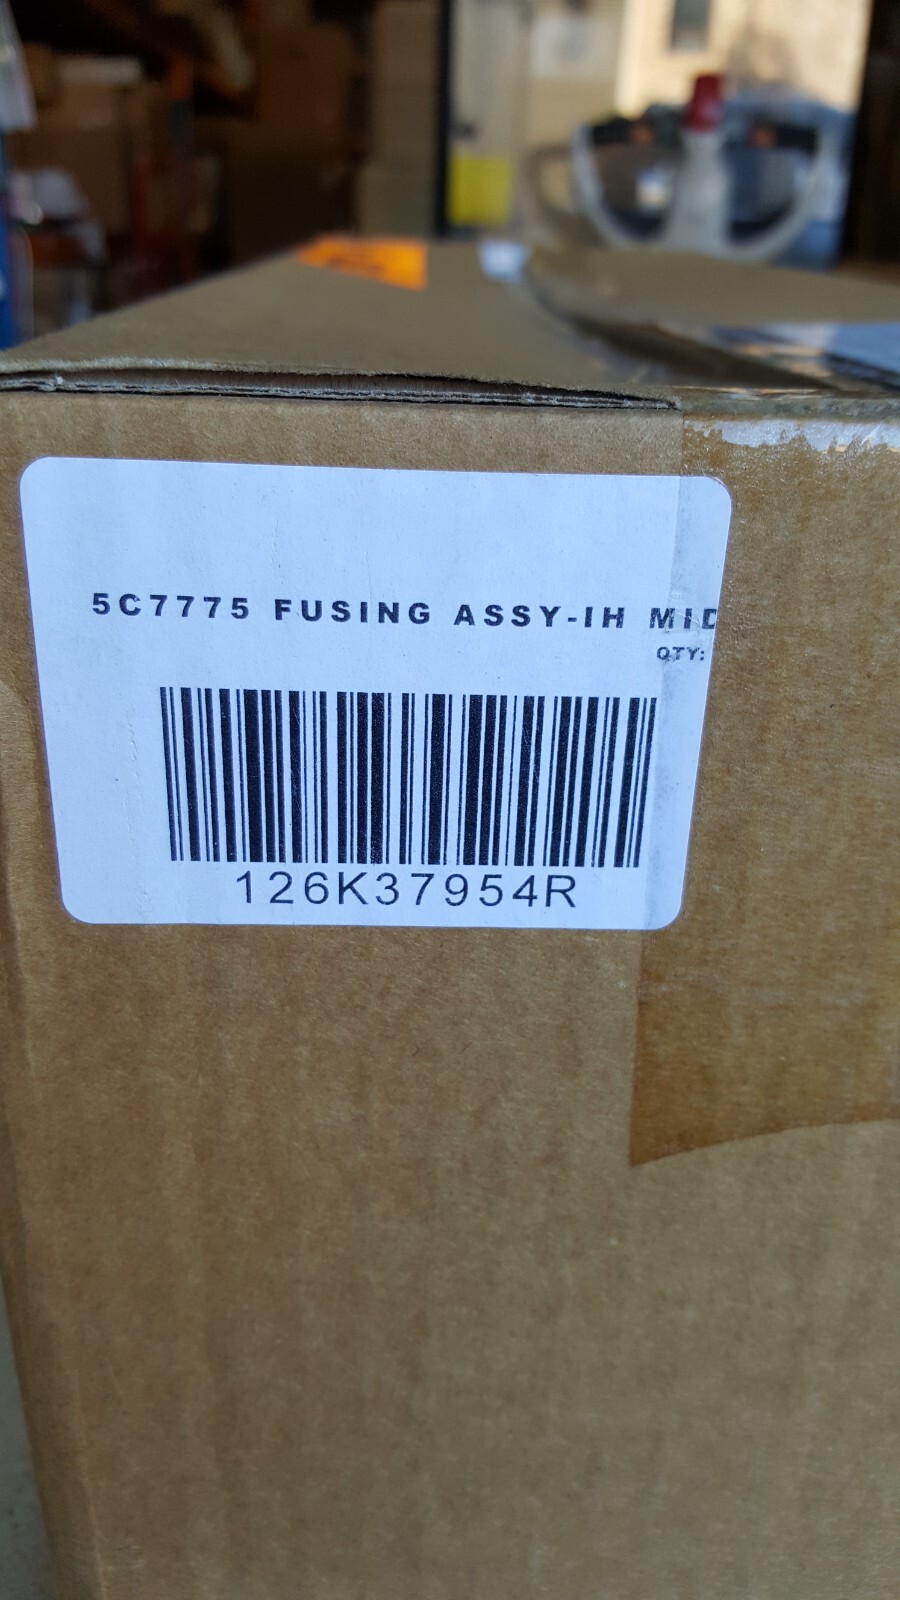 5C7775 FUSING ASSY-IH MID
QTY:
126K37954R